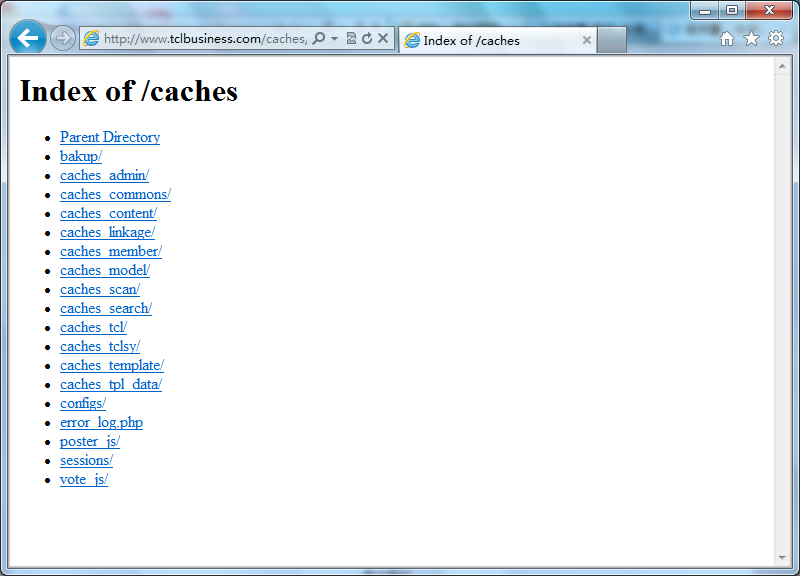 http://www.tclbusiness.com/caches,
Index of /caches
Index of /caches
Parent Directory
bakup/
caches_admin/
caches_commons/
caches_content/
caches_linkage/
caches_member/
caches_model/
caches_scan/
caches_search/
caches_tcl/
caches_tclsy/
caches_template/
caches_tpl_data/
configs/
error_log.php
poster_js/
sessions/
vote_js/